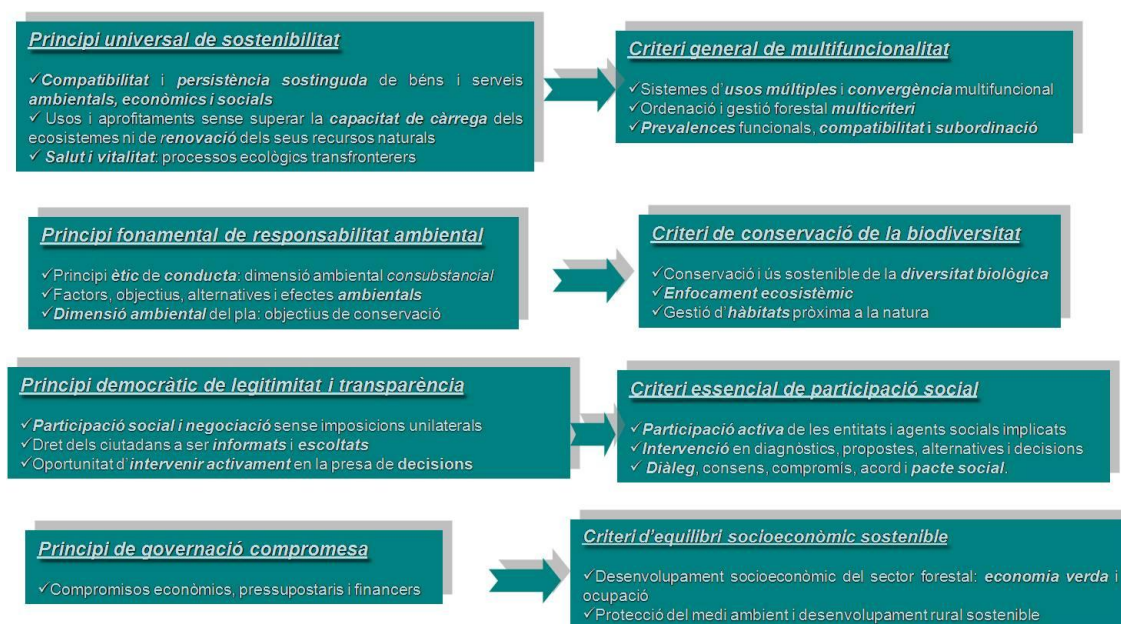 Principi universal de sostenibilitat
✓Compatibilitat i persistència sostinguda de béns i serveis
ambientals, econòmics i socials
✓ Usos i aprofitaments sense superar la capacitat de càrrega dels
ecosistemes ni de renovació dels seus recursos naturals
✓ Salut i vitalitat: processos ecològics transfronterers
Criteri general de multifuncionalitat
✓Sistemes d'usos múltiples i convergència multifuncional
✓Ordenació i gestió forestal multicriteri
✓Prevalences funcionals, compatibilitat i subordinació
Principi fonamental de responsabilitat ambiental
✓Principi ètic de conducta: dimensió ambiental consubstancial
✓Factors, objectius, alternatives i efectes ambientals
✓Dimensió ambiental del pla: objectius de conservació
Criteri de conservació de la biodiversitat
✓Conservació i ús sostenible de la diversitat biològica
✓Enfocament ecosistèmic
✓Gestió d'hàbitats pròxima a la natura
Principi democràtic de legitimitat i transparència
✓Participació social i negociació sense imposicions unilaterals
✓Dret dels ciutadans a ser informats i escoltats
✓Oportunitat d'intervenir activament en la presa de decisions
Criteri essencial de participació social
✓Participació activa de les entitats i agents socials implicats
✓Intervenció en diagnòstics, propostes, alternatives i decisions
✓ Diàleg, consens, compromís, acord i pacte social.
Principi de governació compromesa
✓Compromisos econòmics, pressupostaris i financers
Criteri d'equilibri socioeconòmic sostenible
✓Desenvolupament socioeconòmic del sector forestal: economia verda i
ocupació
✓Protecció del medi ambient i desenvolupament rural sostenible